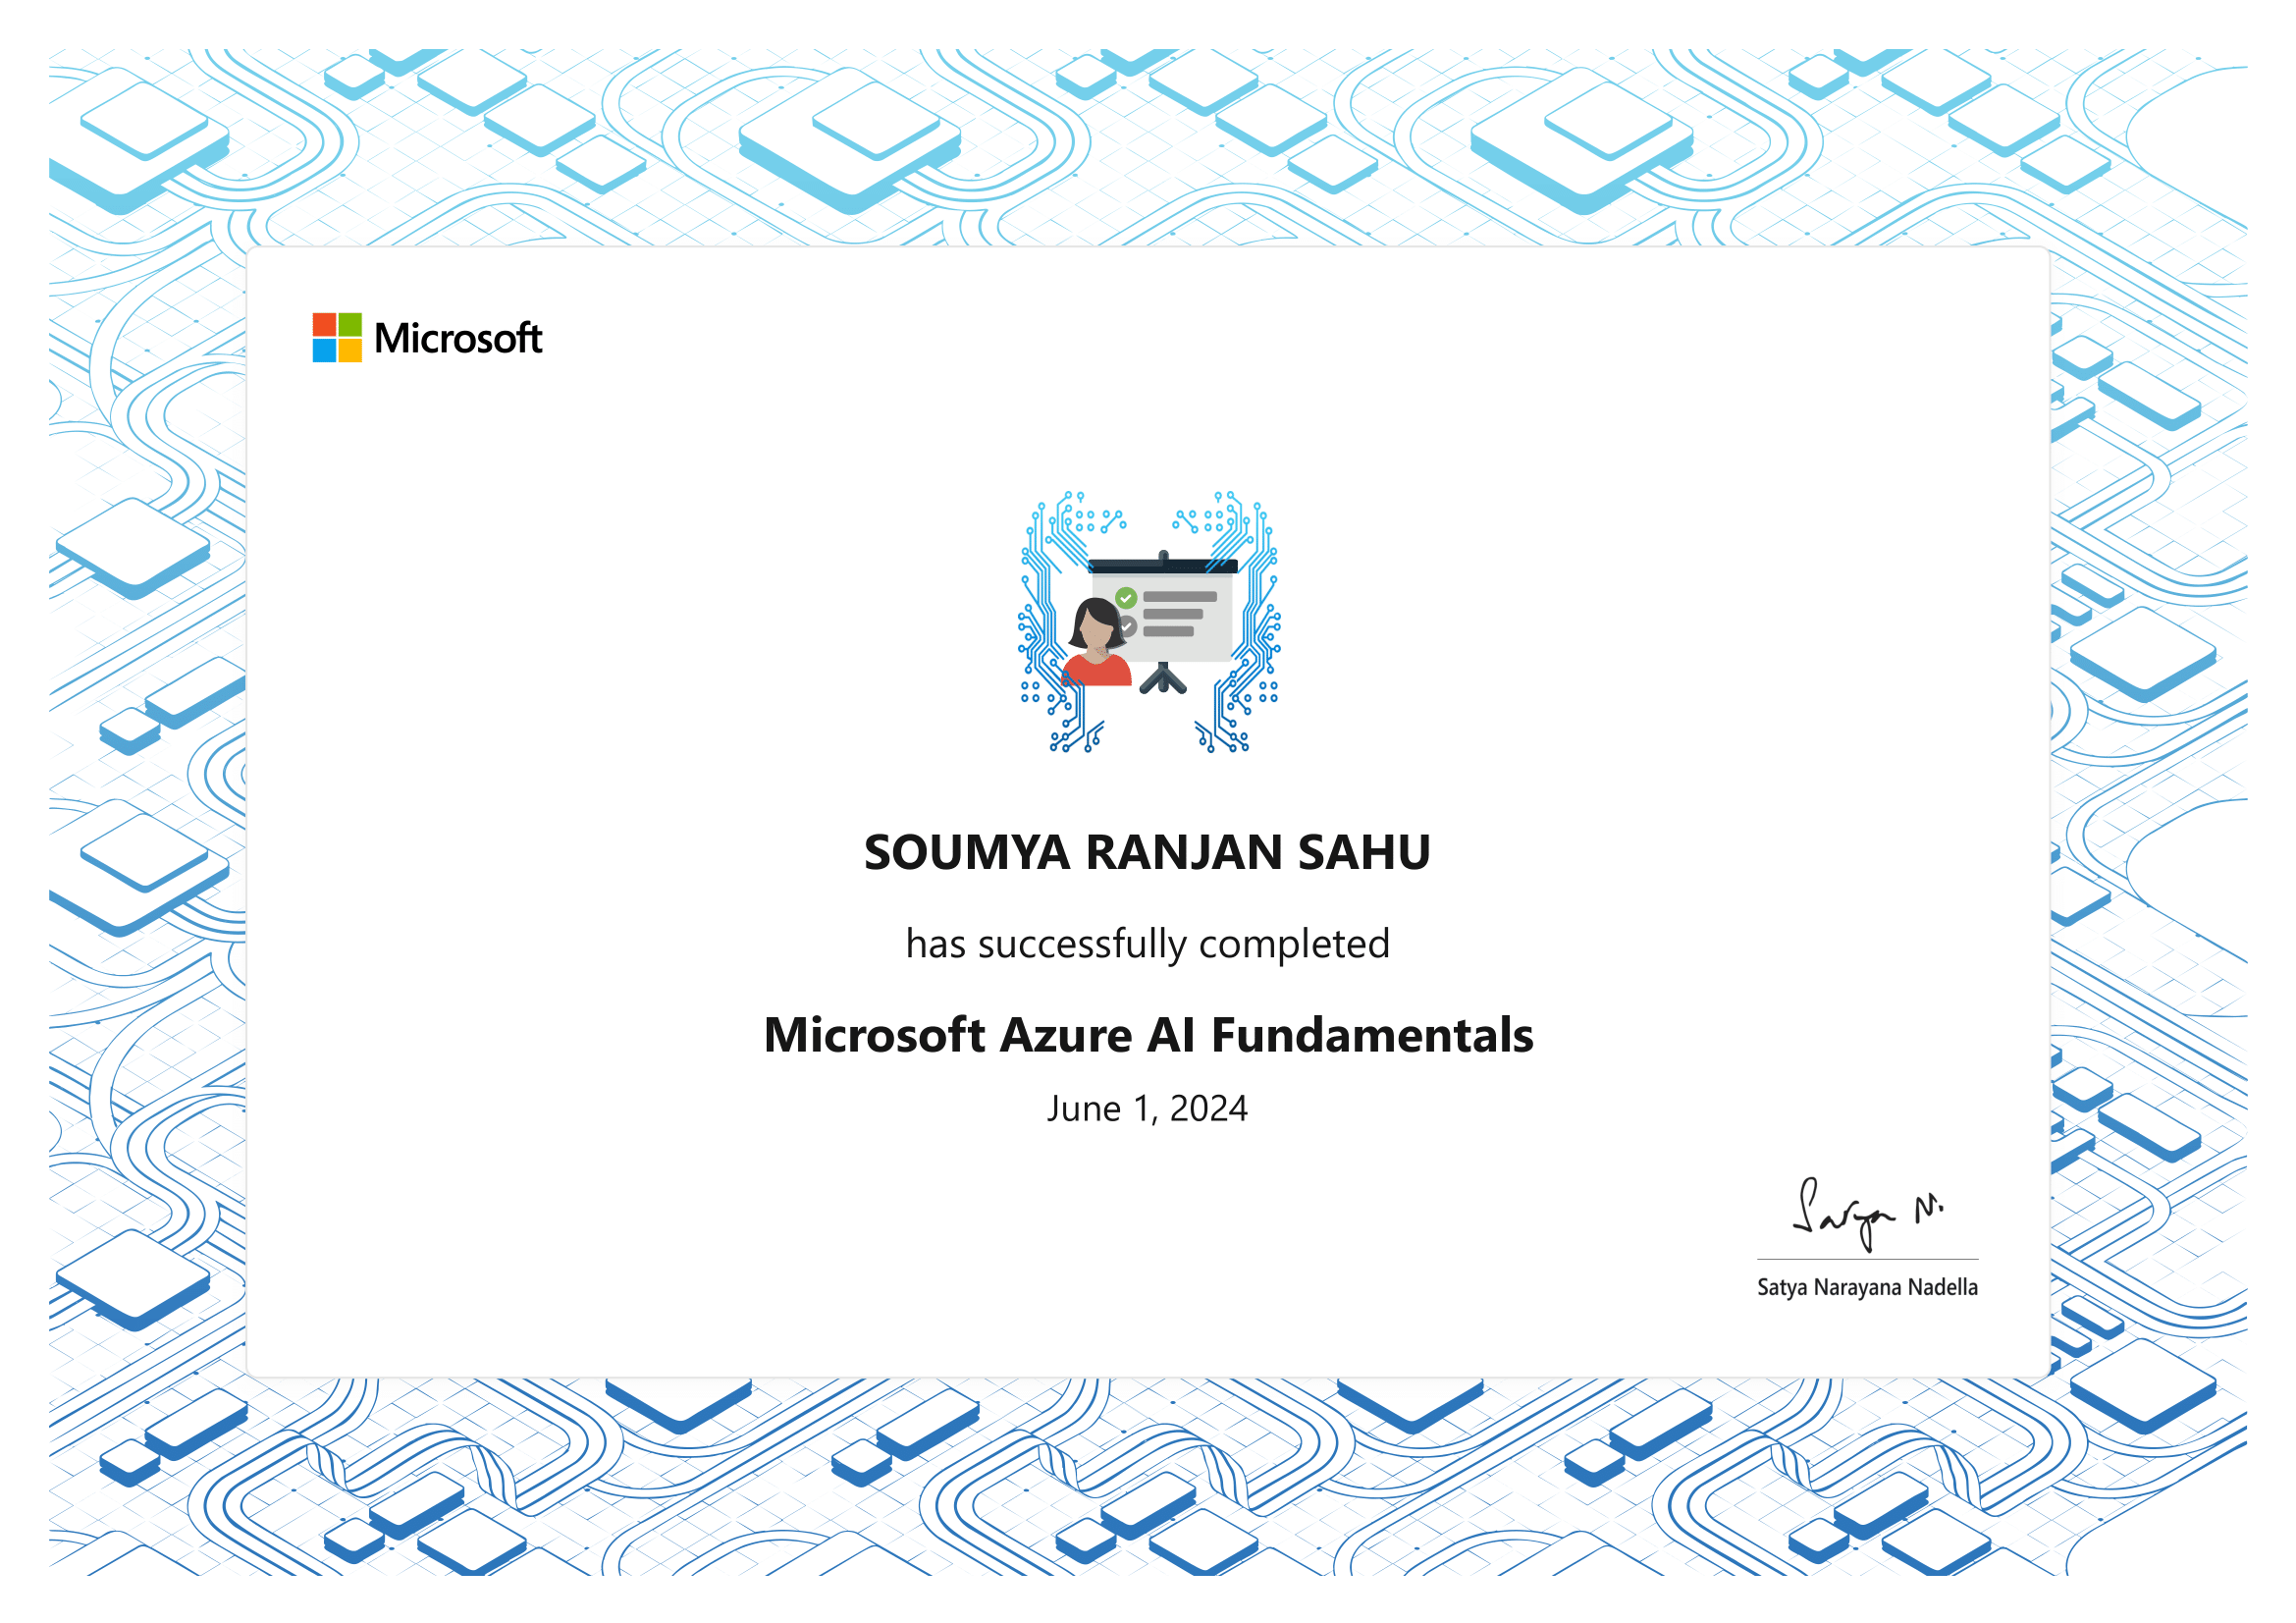 Microsoft
SOUMYA RANJAN SAHU
has successfully completed
Microsoft Azure AI Fundamentals
June 1, 2024
Satya N.
Satya Narayana Nadella